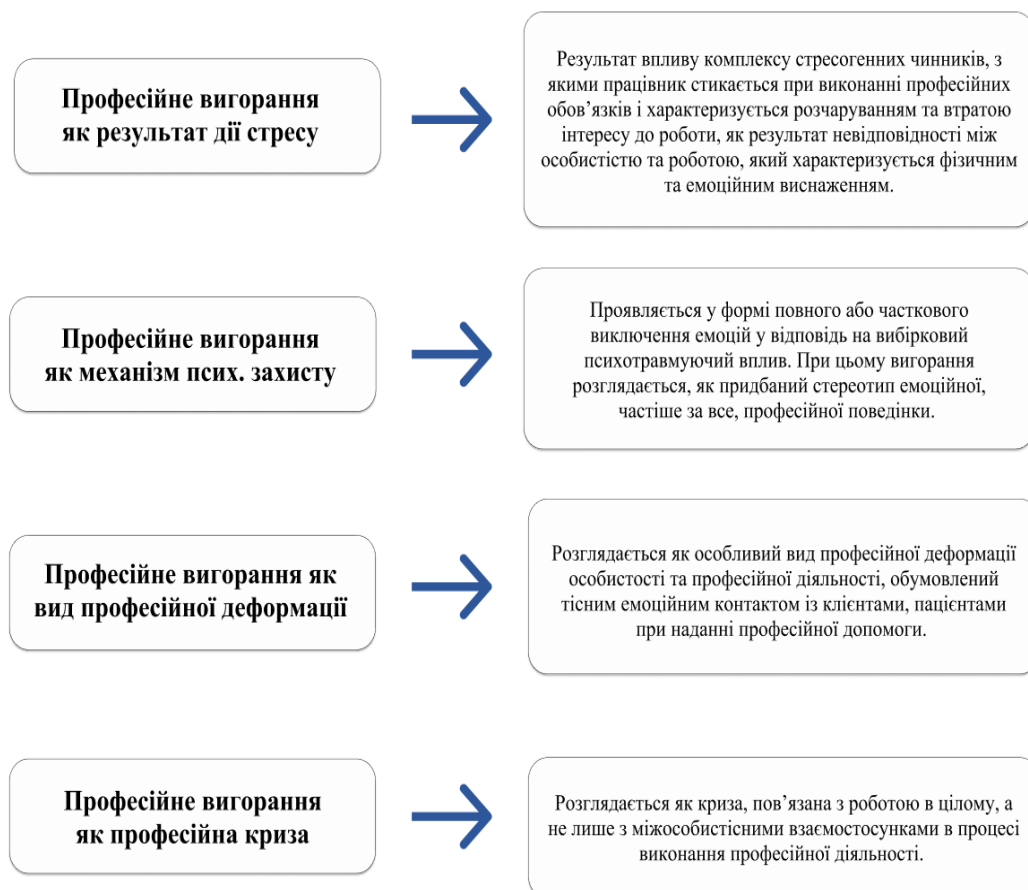 Професійне вигорання
як результат дії стресу
Результат впливу комплексу стресогенних чинників, з
якими працівник стикається при виконанні професійних
обов’язків і характеризується розчаруванням та втратою
інтересу до роботи, як результат невідповідності між
особистістю та роботою, який характеризується фізичним
та емоційним виснаженням.
Професійне вигорання
як механізм псих. захисту
Проявляється у формі повного або часткового
виключення емоцій у відповідь на вибірковий
психотравмуючий вплив. При цьому вигорання
розглядається, як придбаний стереотип емоційної,
частіше за все, професійної поведінки.
Професійне вигорання як
вид професійної деформації
Розглядається як особливий вид професійної деформації
особистості та професійної діяльності, обумовлений
тісним емоційним контактом із клієнтами, пацієнтами
при наданні професійної допомоги.
Професійне вигорання
як професійна криза
Розглядається як криза, пов’язана з роботою в цілому, а
не лише з міжособистісними взаємостосунками в процесі
виконання професійної діяльності.